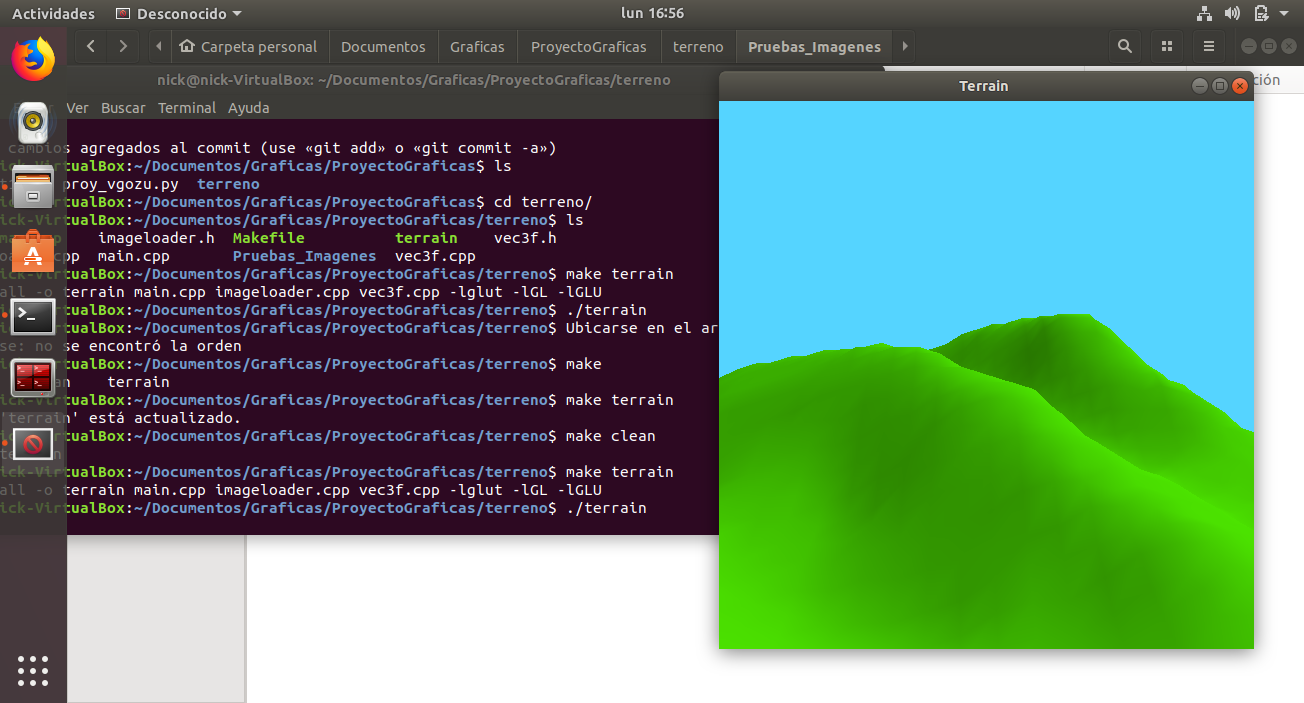 Actividades Desconocido lun 16:56
Carpeta personal Documentos Graficas ProyectoGraficas terreno Pruebas_Imagenes
nick@nick-VirtualBox: ~/Documentos/Graficas/ProyectoGraficas/terreno
Terrain
ción
Ver Buscar Terminal Ayuda
cambios agregados al commit (use «git add» o «git commit -a»)
ick-VirtualBox:~/Documentos/Graficas/ProyectoGraficas$ ls
proy_vgozu.py terreno
ick-VirtualBox:~/Documentos/Graficas/ProyectoGraficas$ cd terreno/
ick-VirtualBox:~/Documentos/Graficas/ProyectoGraficas/terreno$ ls
imageloader.h Makefile terrain vec3f.h
cpp main.cpp Pruebas_Imagenes vec3f.cpp
ick-VirtualBox:~/Documentos/Graficas/ProyectoGraficas/terreno$ make terrain
all -o terrain main.cpp imageloader.cpp vec3f.cpp -lglut -lGL -lGLU
ick-VirtualBox:~/Documentos/Graficas/ProyectoGraficas/terreno$ ./terrain
ick-VirtualBox:~/Documentos/Graficas/ProyectoGraficas/terreno$ Ubicarse en el ar
se: no se encontró la orden
ick-VirtualBox:~/Documentos/Graficas/ProyectoGraficas/terreno$ make
an terrain
ick-VirtualBox:~/Documentos/Graficas/ProyectoGraficas/terreno$ make terrain
'terrain' está actualizado.
ick-VirtualBox:~/Documentos/Graficas/ProyectoGraficas/terreno$ make clean
ick-VirtualBox:~/Documentos/Graficas/ProyectoGraficas/terreno$ make terrain
all -o terrain main.cpp imageloader.cpp vec3f.cpp -lglut -lGL -lGLU
ick-VirtualBox:~/Documentos/Graficas/ProyectoGraficas/terreno$ ./terrain